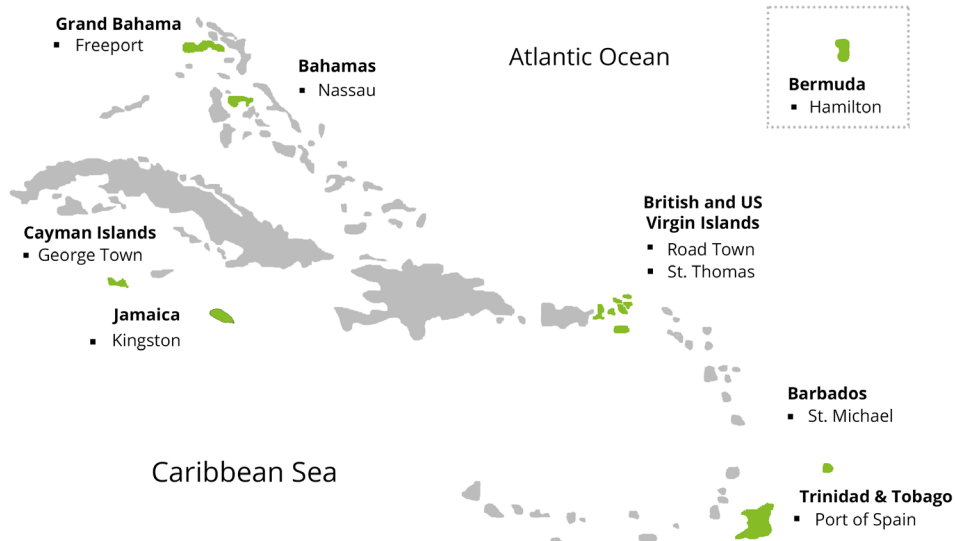 Grand Bahama
▪ Freeport
Bahamas
▪ Nassau
Atlantic Ocean
Bermuda
▪ Hamilton
British and US
Virgin Islands
▪ Road Town
▪ St. Thomas
Cayman Islands
▪ George Town
Jamaica
▪ Kingston
Barbados
▪ St. Michael
Caribbean Sea
Trinidad & Tobago
▪ Port of Spain